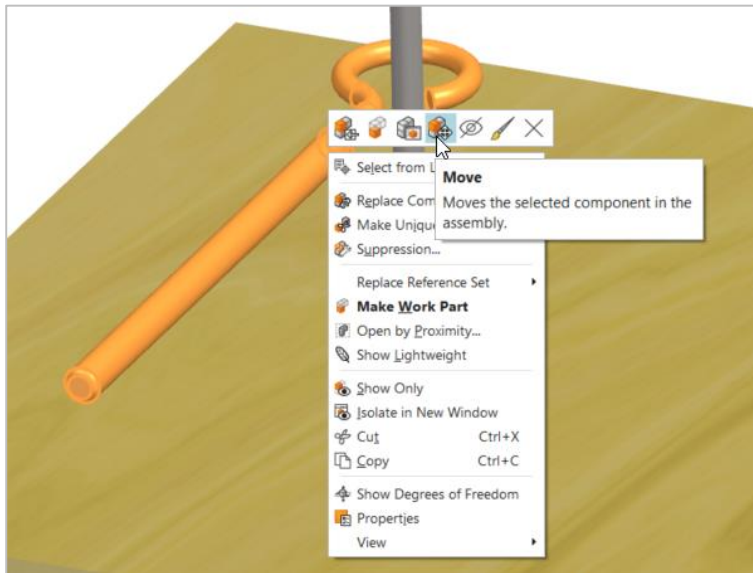 Select from L
Move
Moves the selected component in the
assembly.
Replace Com
Make Uniqu
Suppression...
Replace Reference Set
Make Work Part
Open by Proximity...
Show Lightweight
Show Only
Isolate in New Window
Cut Ctrl+X
Copy Ctrl+C
Show Degrees of Freedom
Properties
View